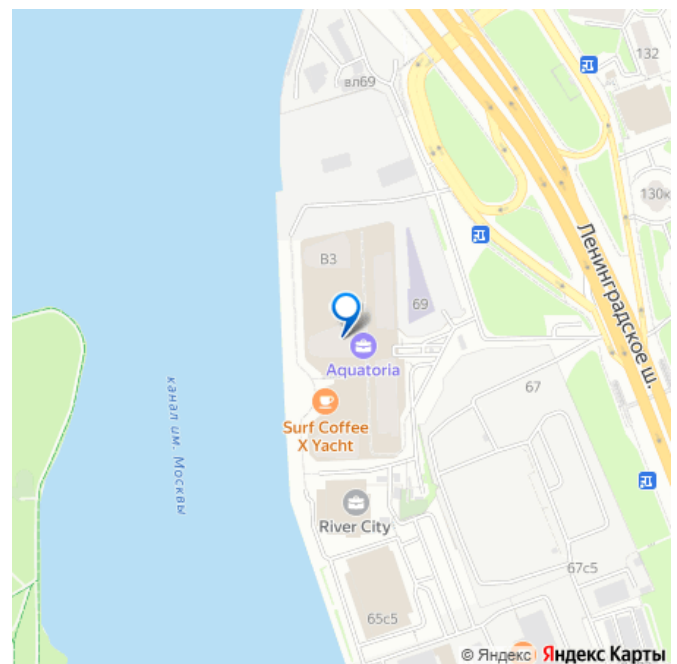 132
вл69
130к
Ленинградское ш.
В3
69
Aquatoria
67
канал им. Москвы
Surf Coffee
X Yacht
River City
67с5
65с5
© Яндекс Яндекс Карты